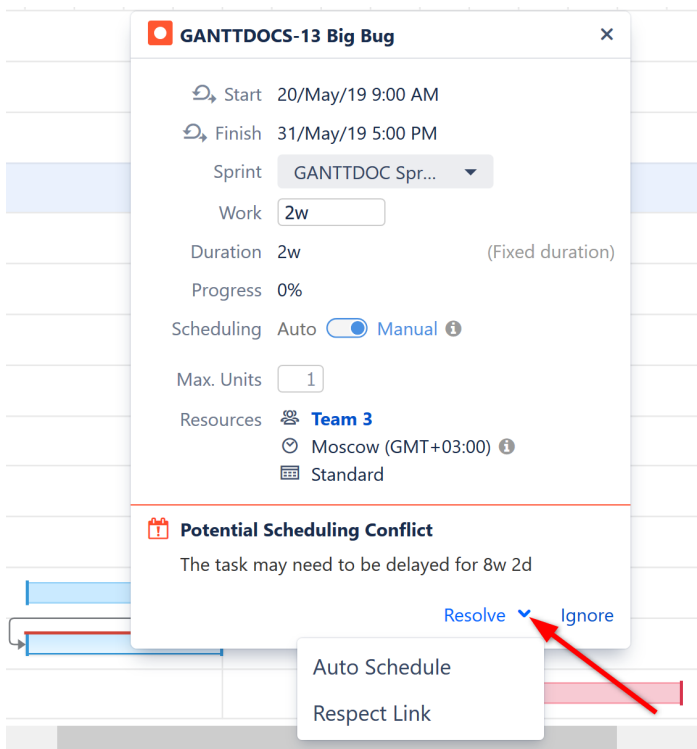 GANTTDOCS-13 Big Bug
Start 20/May/19 9:00 AM
Finish 31/May/19 5:00 PM
Sprint GANTTDOC Spr...
Work 2w
Duration 2w (Fixed duration)
Progress 0%
Scheduling Auto Manual
Max. Units 1
Resources Team 3
Moscow (GMT+03:00)
Standard
Potential Scheduling Conflict
The task may need to be delayed for 8w 2d
Resolve Ignore
Auto Schedule
Respect Link